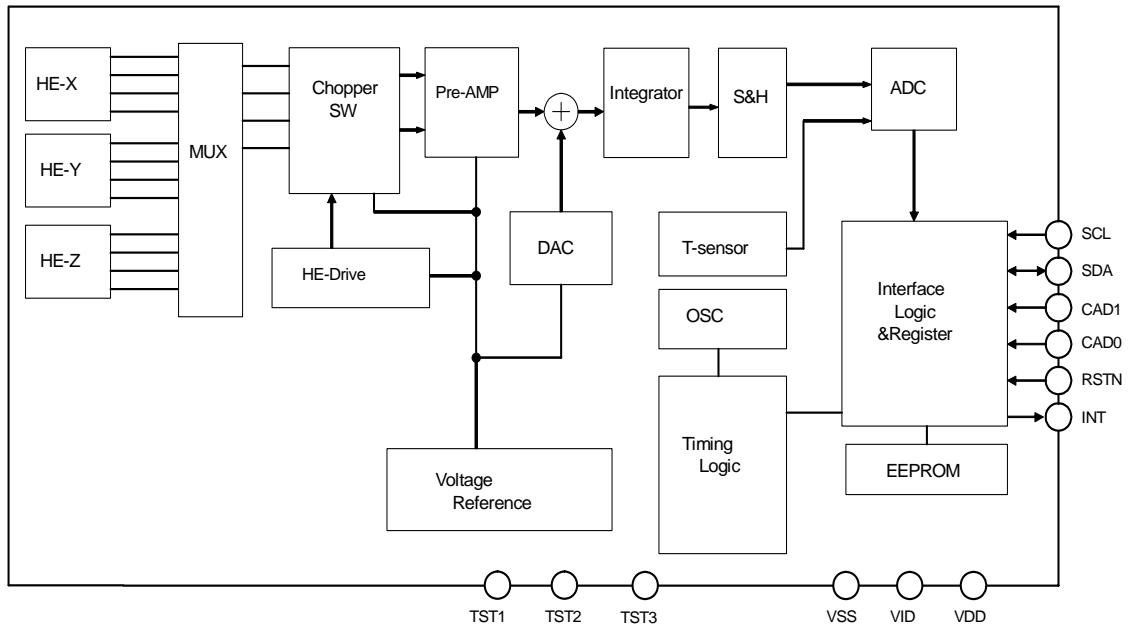 HE-X
HE-Y
HE-Z
MUX
Chopper
SW
HE-Drive
Pre-AMP
+
DAC
Integrator
S&H
ADC
T-sensor
OSC
Timing
Logic
Voltage
Reference
Interface
Logic
&Register
EEPROM
SCL
SDA
CAD1
CAD0
RSTN
INT
TST1
TST2
TST3
VSS
VID
VDD